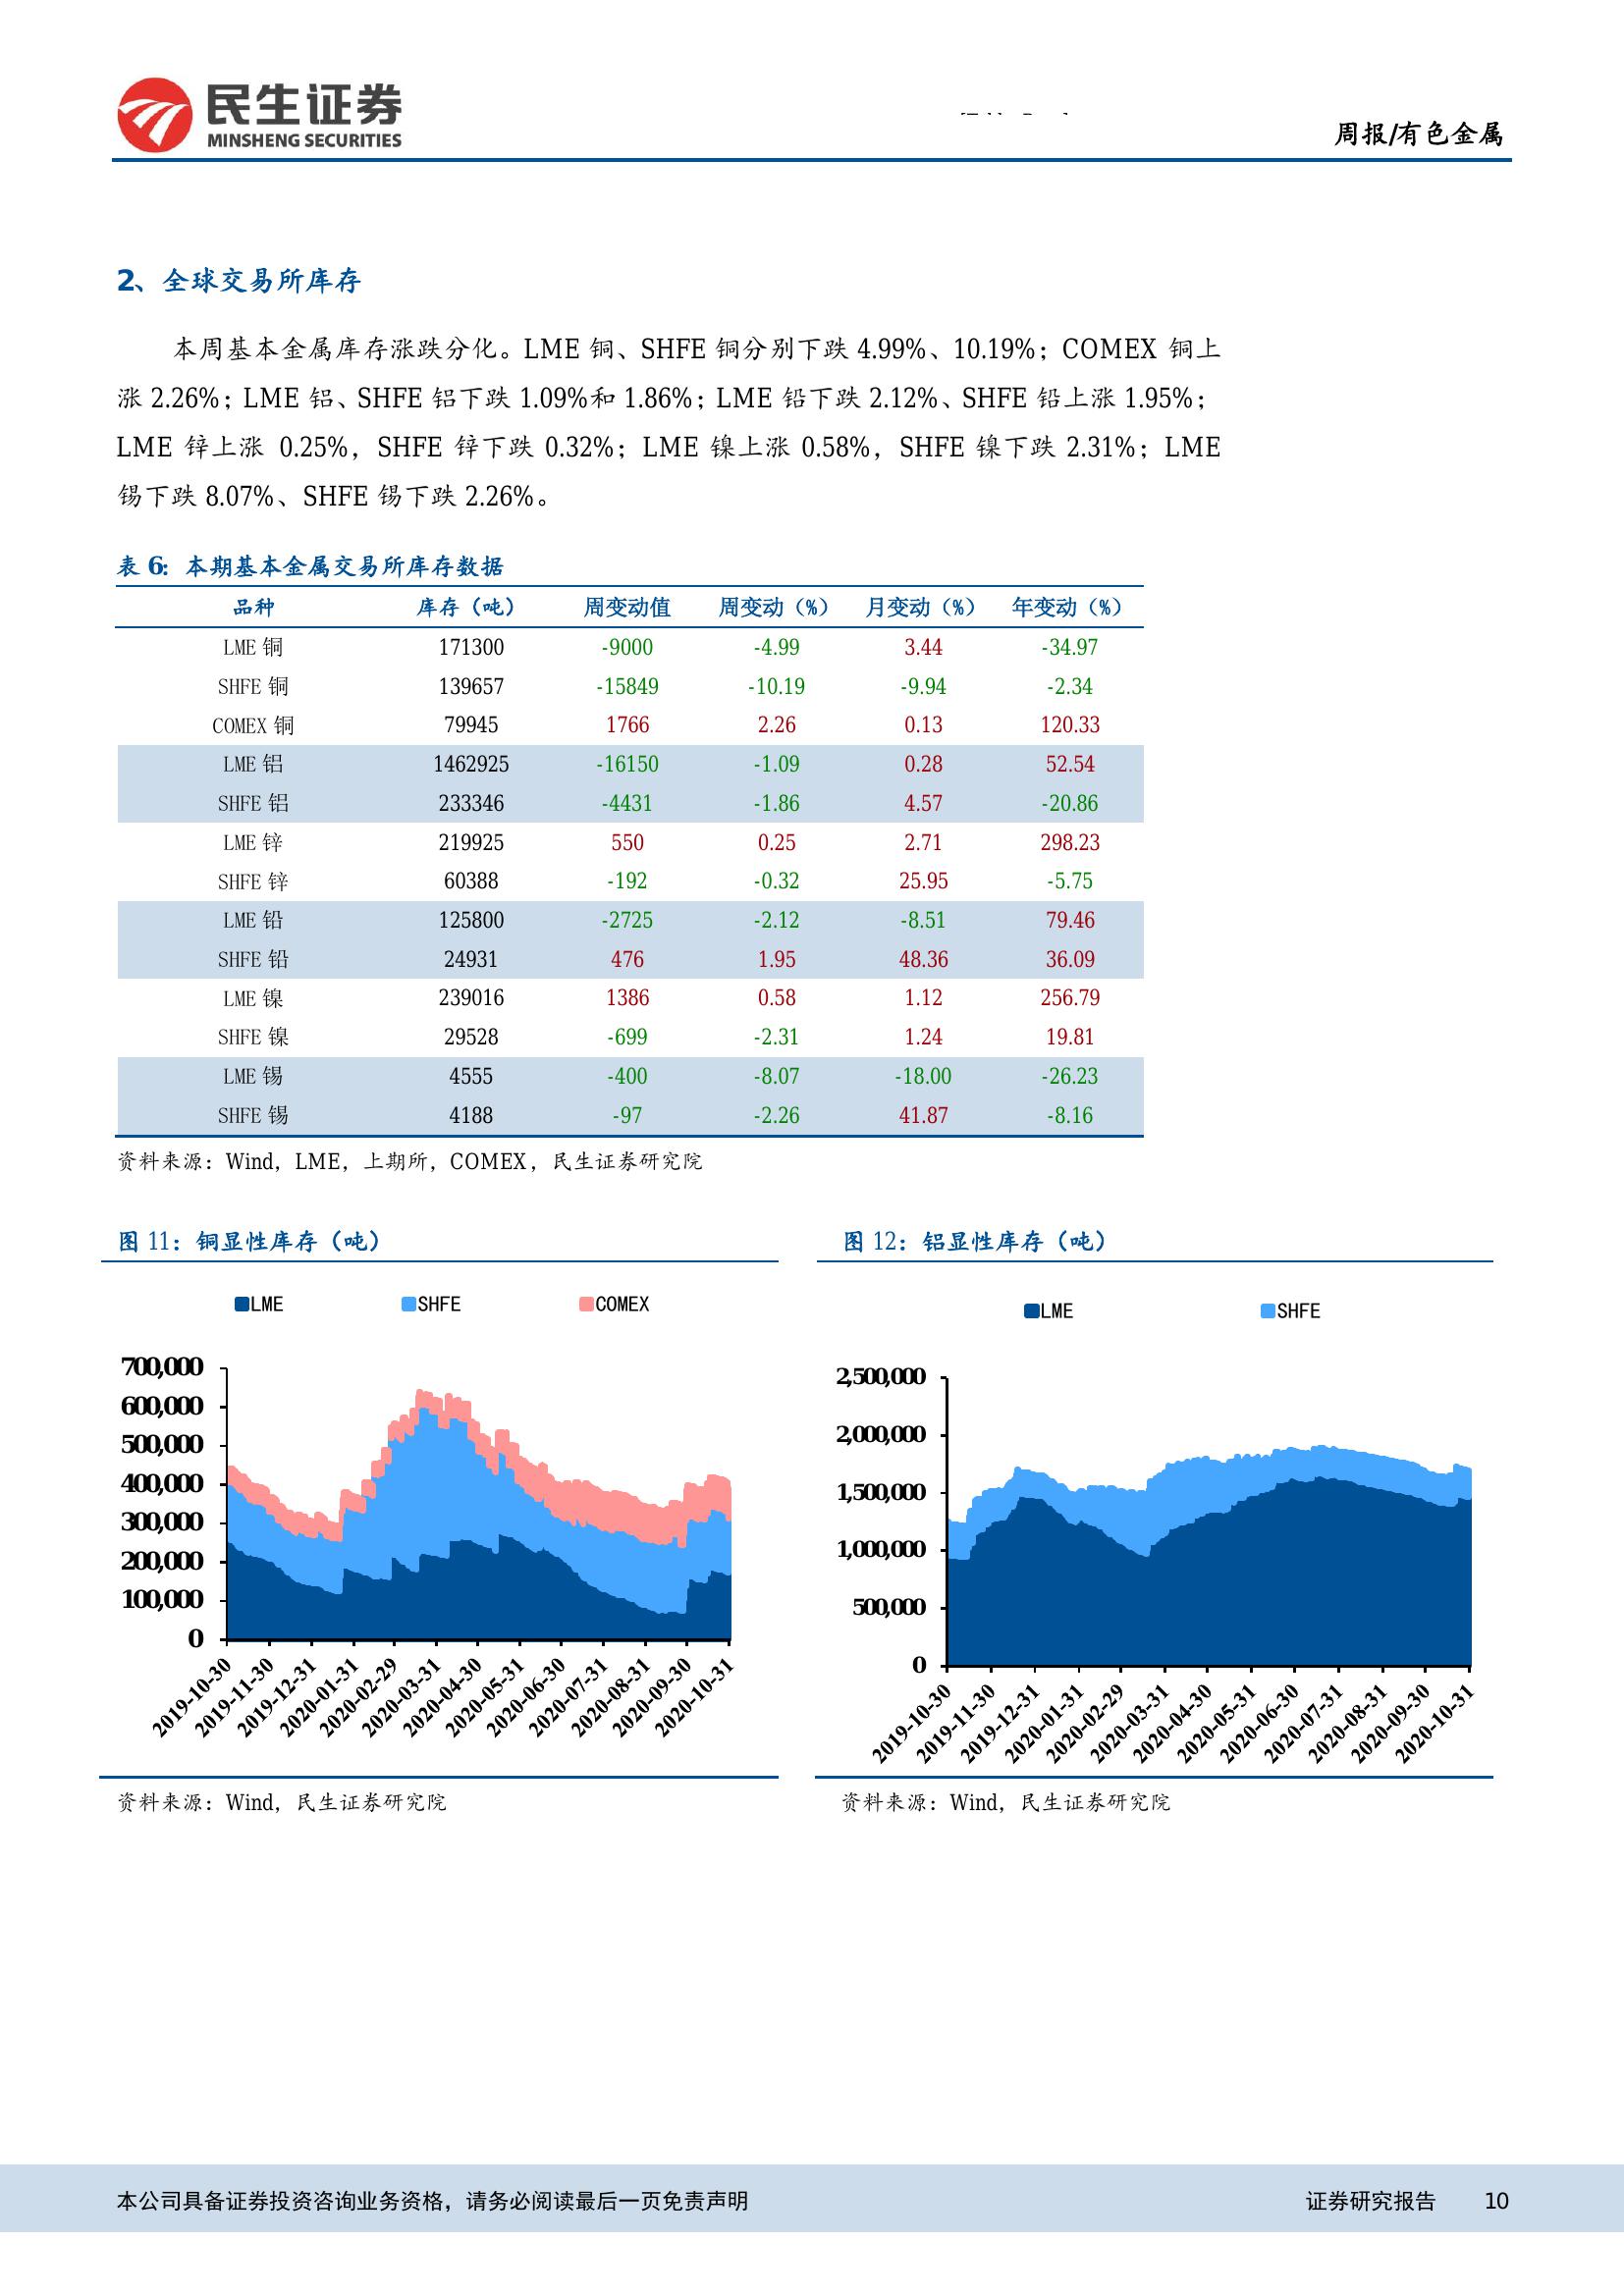 民生证券
MINSHENG SECURITIES
周报/有色金属
2、全球交易所库存
本周基本金属库存涨跌分化。LME 铜、SHFE 铜分别下跌 4.99%、10.19%；COMEX 铜上
涨 2.26%；LME 铝、SHFE 铝下跌 1.09%和 1.86%；LME 铅下跌 2.12%、SHFE 铅上涨 1.95%；
LME 锌上涨 0.25%，SHFE 锌下跌 0.32%；LME 镍上涨 0.58%，SHFE 镍下跌 2.31%；LME
锡下跌 8.07%、SHFE 锡下跌 2.26%。
表 6：本期基本金属交易所库存数据
品种 库存（吨） 周变动值 周变动（%） 月变动（%） 年变动（%）
LME 铜 171300 -9000 -4.99 3.44 -34.97
SHFE 铜 139657 -15849 -10.19 -9.94 -2.34
COMEX 铜 79945 1766 2.26 0.13 120.33
LME 铝 1462925 -16150 -1.09 0.28 52.54
SHFE 铝 233346 -4431 -1.86 4.57 -20.86
LME 锌 219925 550 0.25 2.71 298.23
SHFE 锌 60388 -192 -0.32 25.95 -5.75
LME 铅 125800 -2725 -2.12 -8.51 79.46
SHFE 铅 24931 476 1.95 48.36 36.09
LME 镍 239016 1386 0.58 1.12 256.79
SHFE 镍 29528 -699 -2.31 1.24 19.81
LME 锡 4555 -400 -8.07 -18.00 -26.23
SHFE 锡 4188 -97 -2.26 41.87 -8.16
资料来源：Wind，LME，上期所，COMEX，民生证券研究院
图 11：铜显性库存（吨）
LME SHFE COMEX
700,000
600,000
500,000
400,000
300,000
200,000
100,000
0
2019-10-30 2019-11-30 2019-12-31 2020-01-31 2020-02-29 2020-03-31 2020-04-30 2020-05-31 2020-06-30 2020-07-31 2020-08-31 2020-09-30 2020-10-31
资料来源：Wind，民生证券研究院
图 12：铝显性库存（吨）
LME SHFE
2,500,000
2,000,000
1,500,000
1,000,000
500,000
0
2019-10-30 2019-11-30 2019-12-31 2020-01-31 2020-02-29 2020-03-31 2020-04-30 2020-05-31 2020-06-30 2020-07-31 2020-08-31 2020-09-30 2020-10-31
资料来源：Wind，民生证券研究院
本公司具备证券投资咨询业务资格，请务必阅读最后一页免责声明 证券研究报告 10